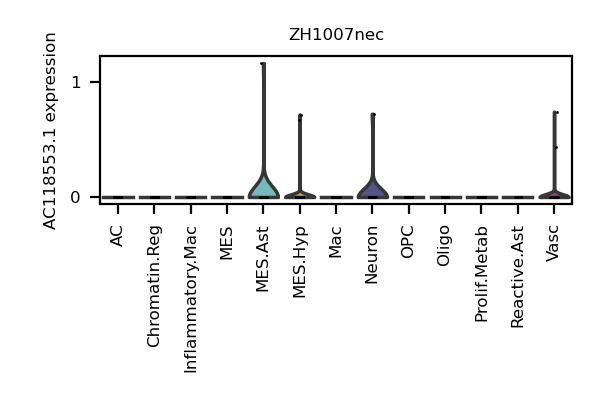 ZH1007nec
AC118553.1 expression
1
0
AC
Chromatin.Reg
Inflammatory.Mac
MES
MES.Ast
MES.Hyp
Mac
Neuron
OPC
Oligo
Prolif.Metab
Reactive.Ast
Vasc